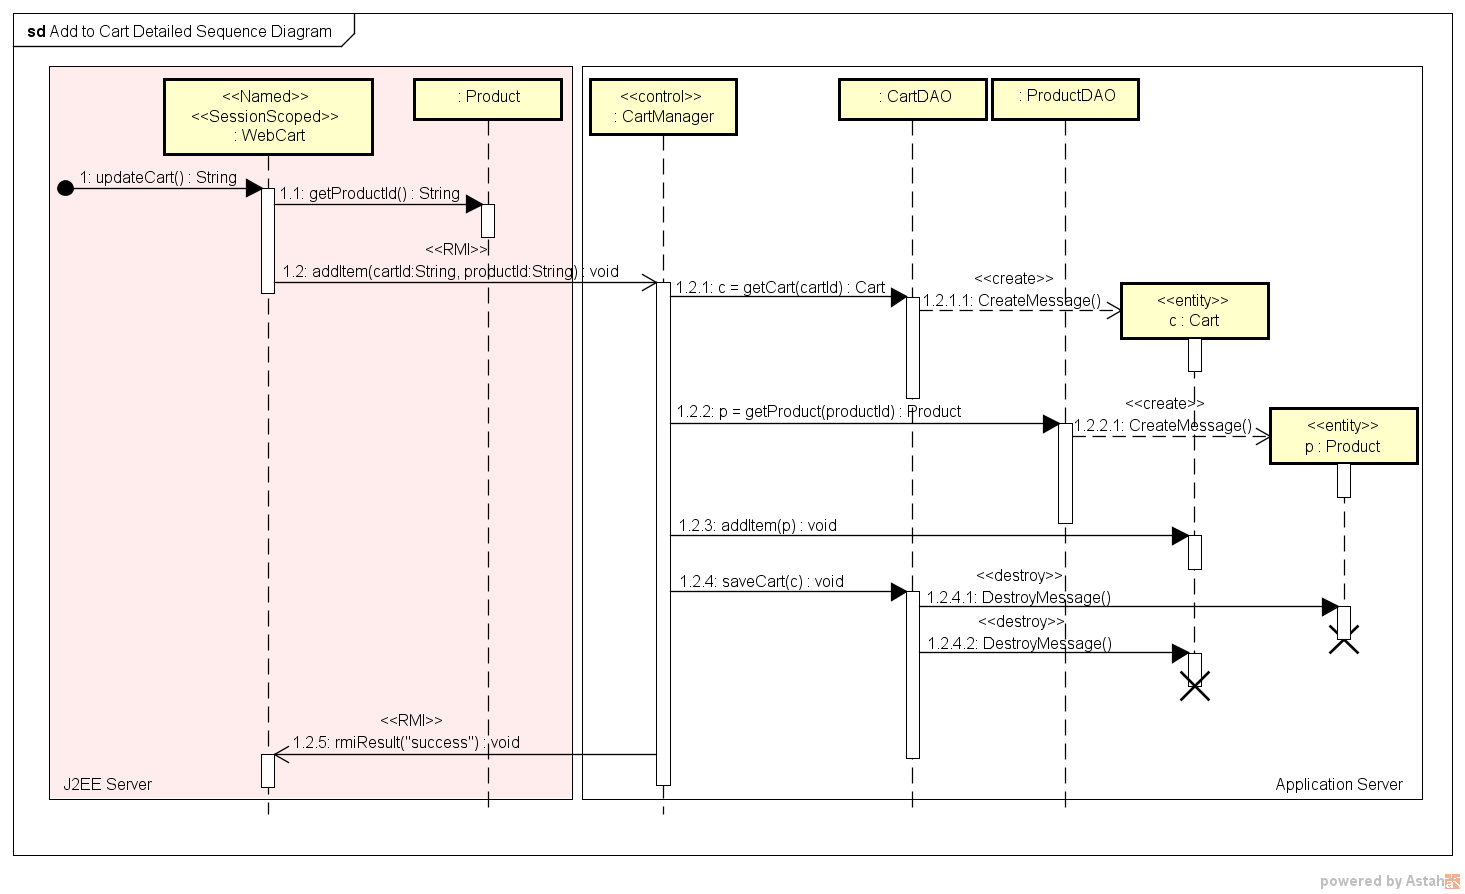 sd Add to Cart Detailed Sequence Diagram
<<Named>>
<<SessionScoped>>
: WebCart
: Product
<<control>>
: CartManager
: CartDAO
: ProductDAO
1: updateCart() : String
1.1: getProductId() : String
<<RMI>>
1.2: addItem(cartId:String, productId:String) : void
1.2.1: c = getCart(cartId) : Cart
<<create>>
1.2.1.1: CreateMessage()
<<entity>>
c : Cart
1.2.2: p = getProduct(productId) : Product
<<create>>
1.2.2.1: CreateMessage()
<<entity>>
p : Product
1.2.3: addItem(p) : void
1.2.4: saveCart(c) : void
<<destroy>>
1.2.4.1: DestroyMessage()
<<destroy>>
1.2.4.2: DestroyMessage()
<<RMI>>
1.2.5: rmiResult("success") : void
J2EE Server
Application Server
powered by Astah